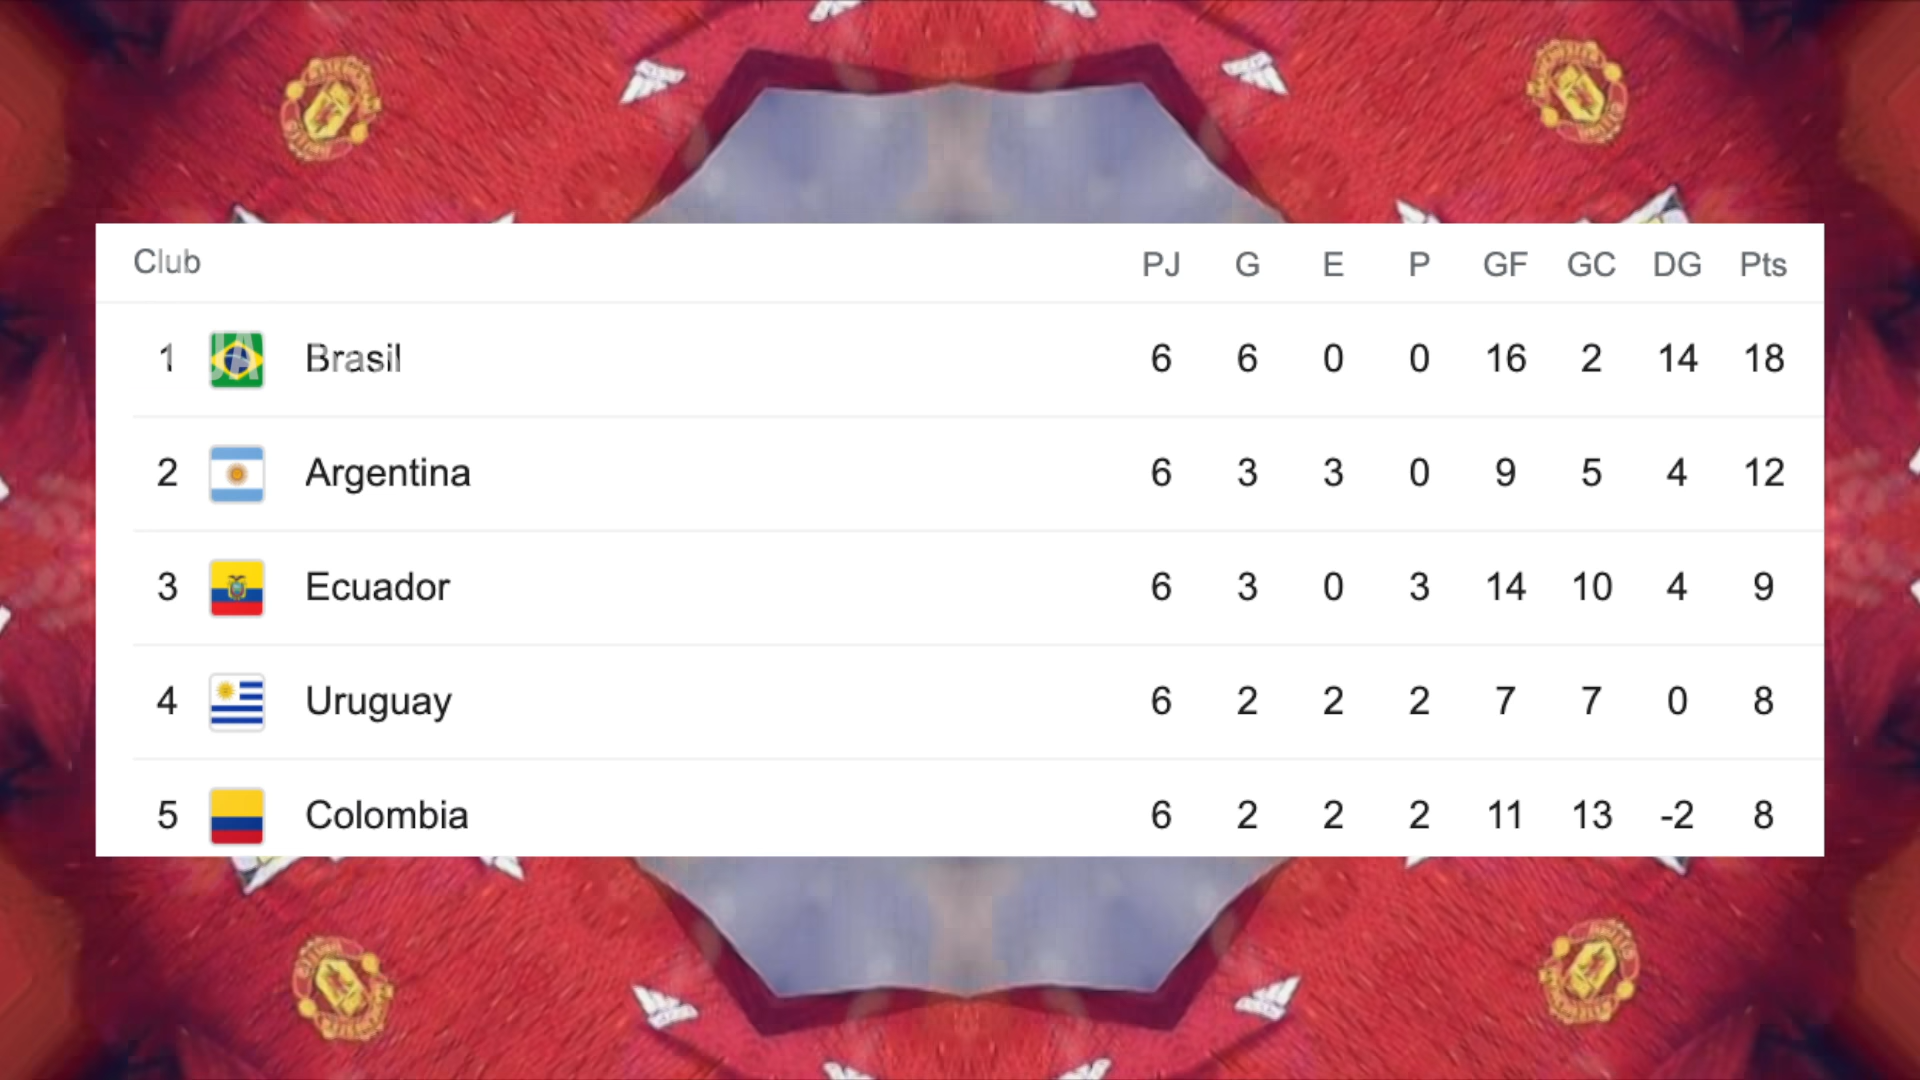 Club PJ G E P GF GC DG Pts
1 Brasil 6 6 0 0 16 2 14 18
2 Argentina 6 3 3 0 9 5 4 12
3 Ecuador 6 3 0 3 14 10 4 9
4 Uruguay 6 2 2 2 7 7 0 8
5 Colombia 6 2 2 2 11 13 -2 8